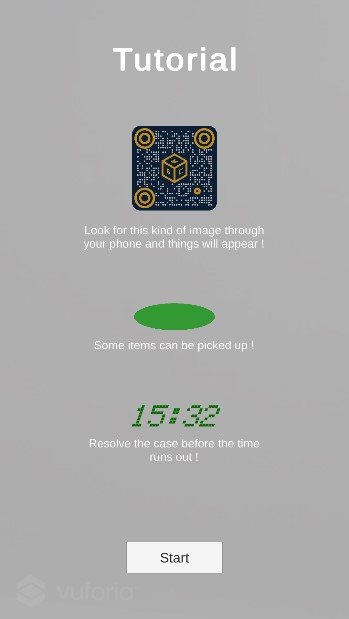 Tutorial
Look for this kind of image through
your phone and things will appear !
Some items can be picked up !
15:32
Resolve the case before the time
runs out !
Start
vuforia